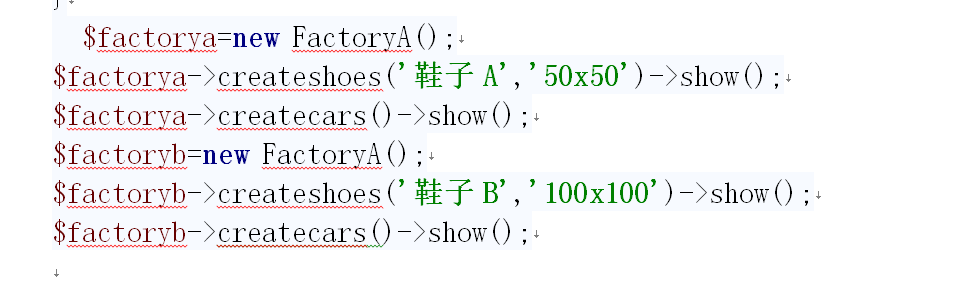 }
$factorya=new FactoryA();
$factorya->createshoes('鞋子A','50x50')->show();
$factorya->createcars()->show();
$factoryb=new FactoryA();
$factoryb->createshoes('鞋子B','100x100')->show();
$factoryb->createcars()->show();